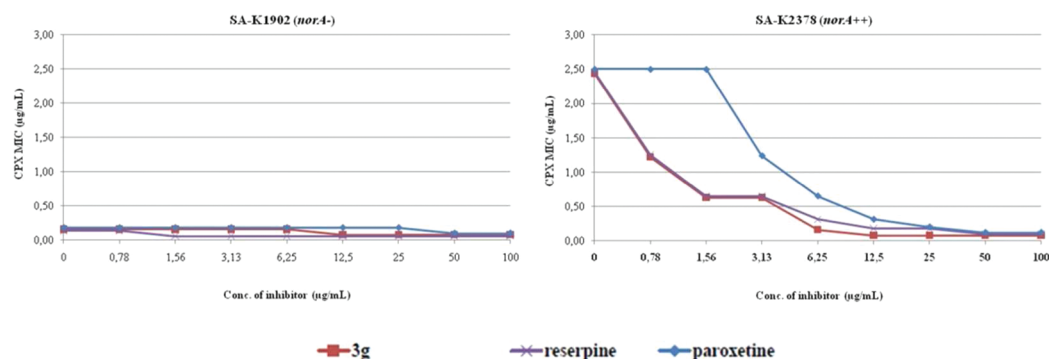 SA-K1902 (norA-)
3,00
2,50
2,00
1,50
1,00
0,50
0,00
CPX MIC (µg/mL)
0 0,78 1,56 3,13 6,25 12,5 25 50 100
Conc. of inhibitor (µg/mL)
SA-K2378 (norA++)
3,00
2,50
2,00
1,50
1,00
0,50
0,00
CPX MIC (µg/mL)
0 0,78 1,56 3,13 6,25 12,5 25 50 100
Conc. of inhibitor (µg/mL)
3g reserpine paroxetine